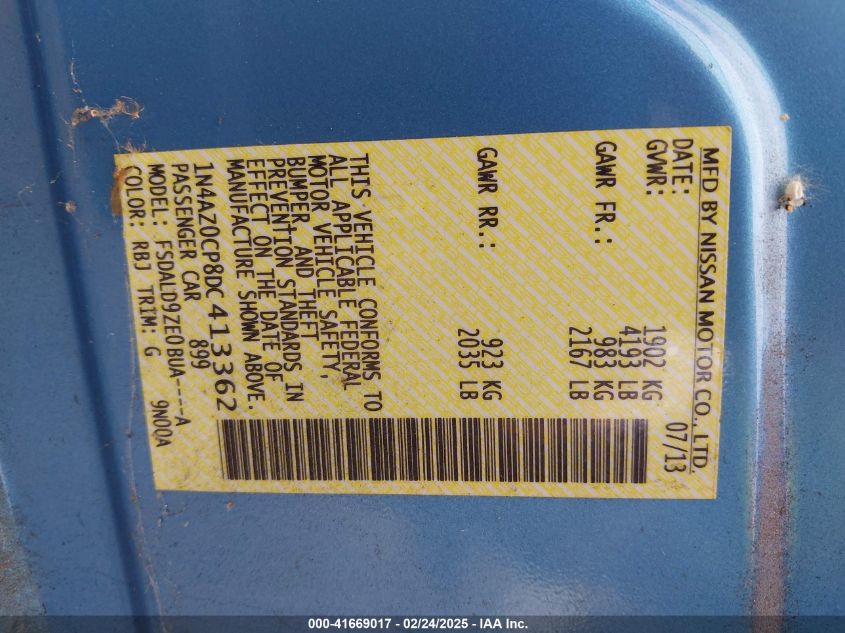 MFD BY NISSAN MOTOR CO., LTD.
DATE: 07/13
GVWR: 1902 KG
4193 LB
GAWR FR.: 983 KG
2167 LB
GAWR RR.: 923 KG
2035 LB
THIS VEHICLE CONFORMS TO
ALL APPLICABLE FEDERAL
MOTOR VEHICLE SAFETY,
BUMPER, AND THEFT
PREVENTION STANDARDS IN
EFFECT ON THE DATE OF
MANUFACTURE SHOWN ABOVE.
1N4AZ0CP8DC413362
PASSENGER CAR 899
MODEL: FSDALD9ZE0BUA----A
COLOR: RBJ TRIM: G 9N00A
000-41669017 - 02/24/2025 - IAA Inc.